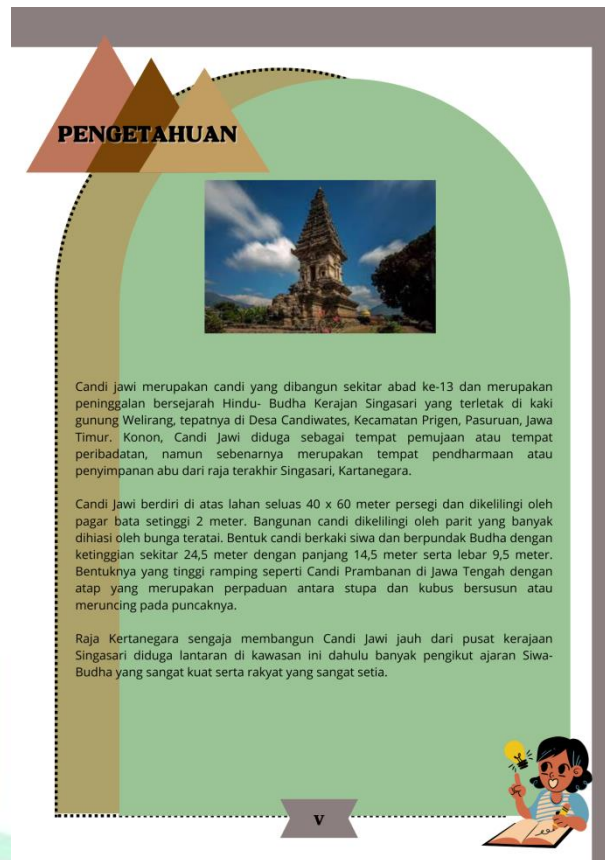 PENGETAHUAN
Candi jawi merupakan candi yang dibangun sekitar abad ke-13 dan merupakan
peninggalan bersejarah Hindu- Budha Kerajan Singasari yang terletak di kaki
gunung Welirang, tepatnya di Desa Candiwates, Kecamatan Prigen, Pasuruan, Jawa
Timur. Konon, Candi Jawi diduga sebagai tempat pemujaan atau tempat
peribadatan, namun sebenarnya merupakan tempat pendharmaan atau
penyimpanan abu dari raja terakhir Singasari, Kartanegara.
Candi Jawi berdiri di atas lahan seluas 40 x 60 meter persegi dan dikelilingi oleh
pagar bata setinggi 2 meter. Bangunan candi dikelilingi oleh parit yang banyak
dihiasi oleh bunga teratai. Bentuk candi berkaki siwa dan berpundak Budha dengan
ketinggian sekitar 24,5 meter dengan panjang 14,5 meter serta lebar 9,5 meter.
Bentuknya yang tinggi ramping seperti Candi Prambanan di Jawa Tengah dengan
atap yang merupakan perpaduan antara stupa dan kubus bersusun atau
meruncing pada puncaknya.
Raja Kertanegara sengaja membangun Candi Jawi jauh dari pusat kerajaan
Singasari diduga lantaran di kawasan ini dahulu banyak pengikut ajaran Siwa-
Budha yang sangat kuat serta rakyat yang sangat setia.
V